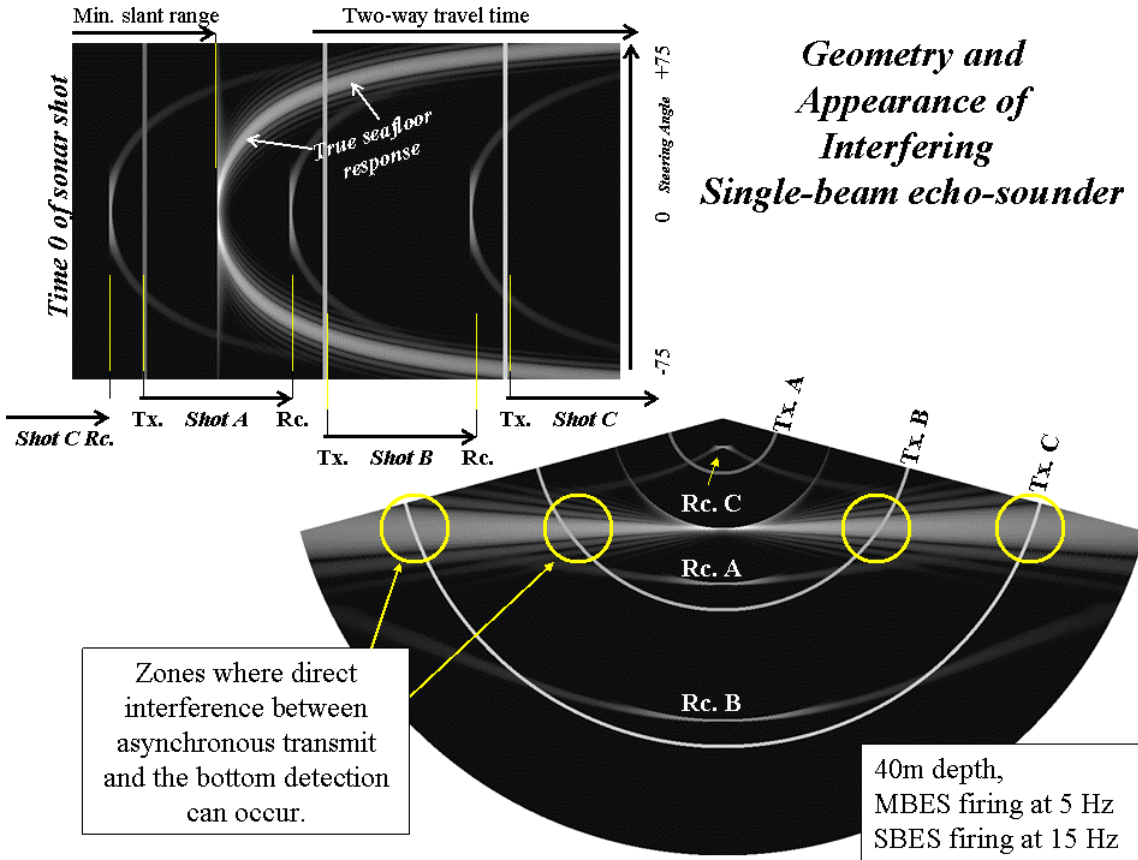 Min. slant range
Two-way travel time
Time 0 of sonar shot
True seafloor
response
+75
Steering Angle
0
-75
Geometry and
Appearance of
Interfering
Single-beam echo-sounder
Shot C Rc.
Tx. Shot A Rc.
Tx. Shot B Rc.
Tx. Shot C
Tx. A
Tx. B
Tx. C
Rc. C
Rc. A
Rc. B
Zones where direct
interference between
asynchronous transmit
and the bottom detection
can occur.
40m depth,
MBES firing at 5 Hz
SBES firing at 15 Hz